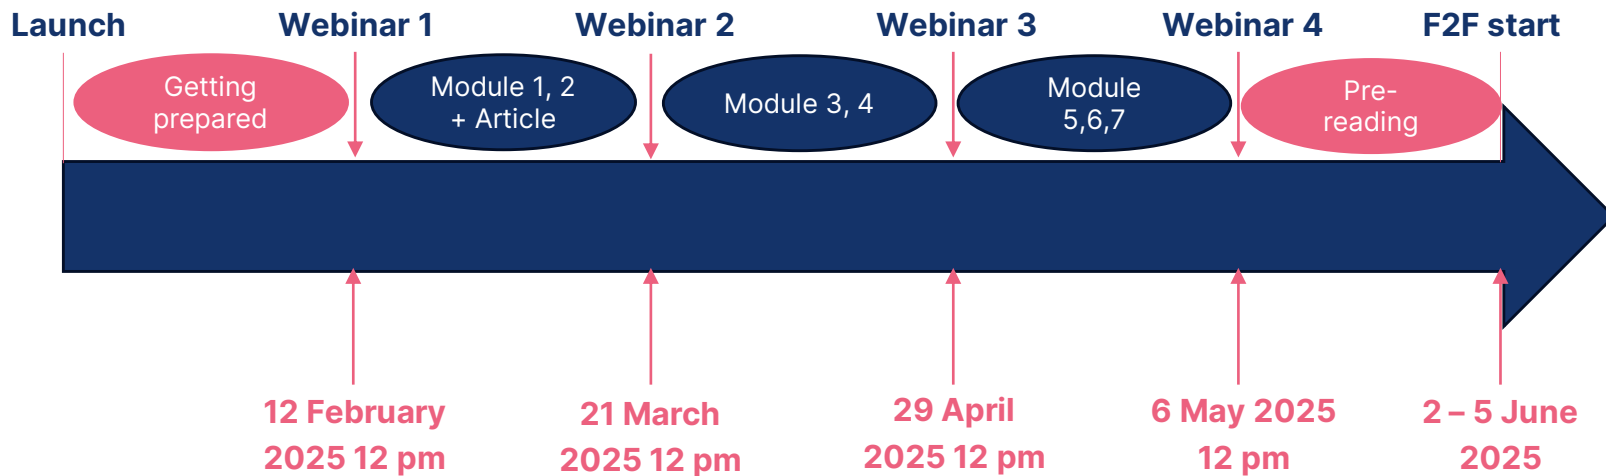 Launch
Webinar 1
Webinar 2
Webinar 3
Webinar 4
F2F start
Getting
prepared
Module 1, 2
+ Article
Module 3, 4
Module
5,6,7
Pre-
reading
12 February
2025 12 pm
21 March
2025 12 pm
29 April
2025 12 pm
6 May 2025
12 pm
2 – 5 June
2025